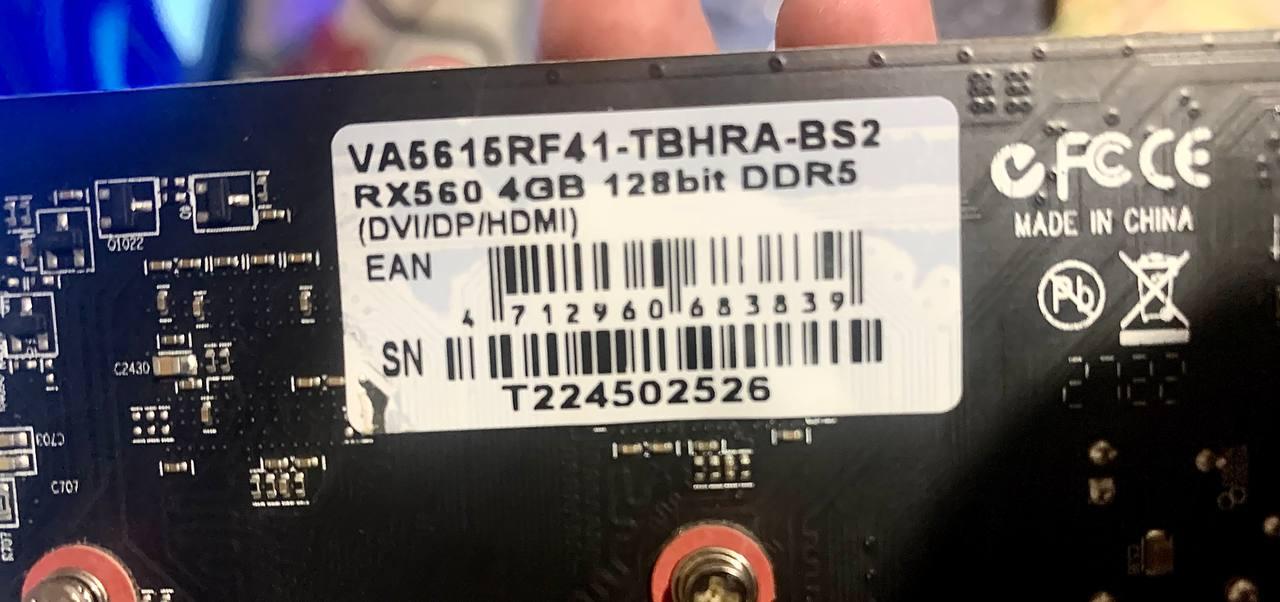 VA5615RF41-TBHRA-BS2
RX560 4GB 128bit DDR5
(DVI/DP/HDMI)
EAN
4 712960 683839
SN
T224502526
FC CE
MADE IN CHINA
Pb
Q1022
C2430
C703
C707